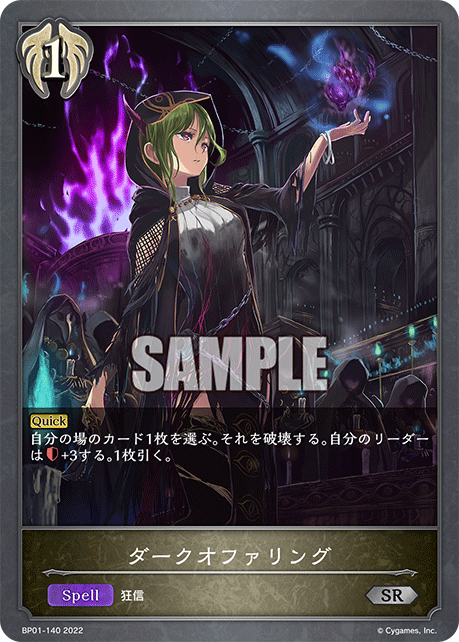 1
SAMPLE
Quick
自分の場のカード1枚を選ぶ。それを破壊する。自分のリーダー
は+3する。1枚引く。
ダークオファリング
Spell 狂信 SR
BP01-140 2022 © Cygames, Inc.